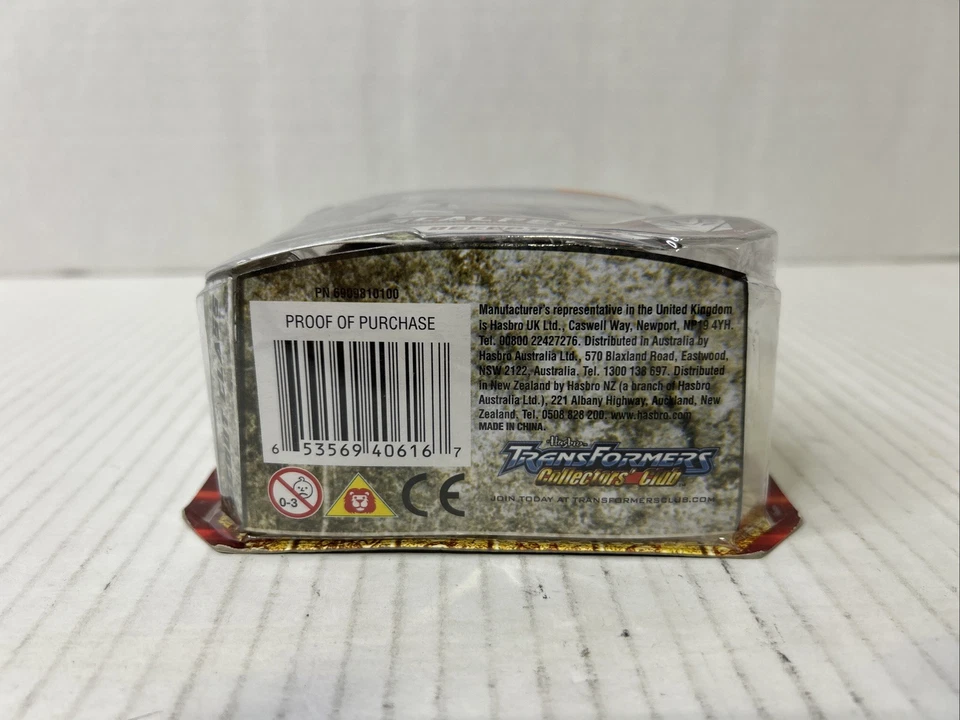 PN 6909810100
PROOF OF PURCHASE
6 53569 40616 7
Manufacturer's representative in the United Kingdom
is Hasbro UK Ltd., Caswell Way, Newport, NP19 4YH.
Tel. 00800 22427276. Distributed in Australia by
Hasbro Australia Ltd., 570 Blaxland Road, Eastwood,
NSW 2122, Australia. Tel. 1300 138 697. Distributed
in New Zealand by Hasbro NZ (a branch of Hasbro
Australia Ltd.), 221 Albany Highway, Auckland, New
Zealand, Tel. 0508 828 200. www.hasbro.com
MADE IN CHINA.
0-3
CE
Hasbro
TRANSFORMERS
Collectors' Club
JOIN TODAY AT TRANSFORMERSCLUB.COM